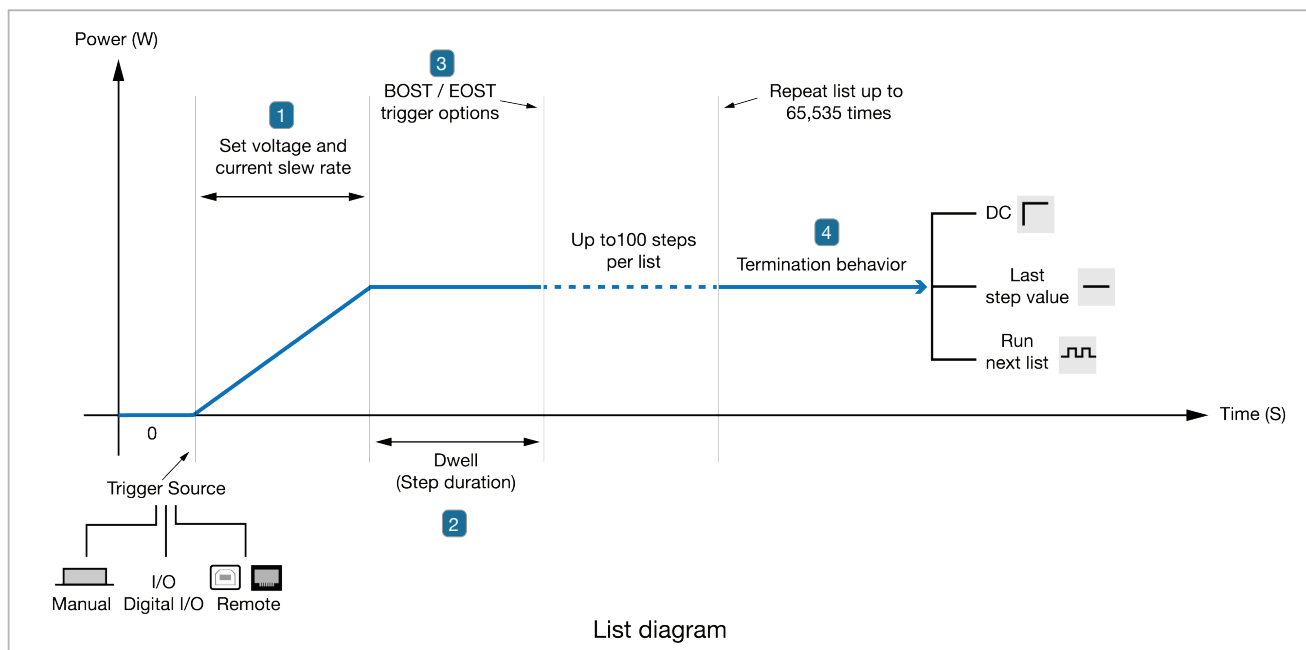 Power (W)
3
BOST / EOST
trigger options
Repeat list up to
65,535 times
1
Set voltage and
current slew rate
DC
4
Up to100 steps
per list
Termination behavior
Last
step value
Run
next list
0
Time (S)
Dwell
(Step duration)
2
Trigger Source
Manual
I/O
Digital I/O
Remote
List diagram